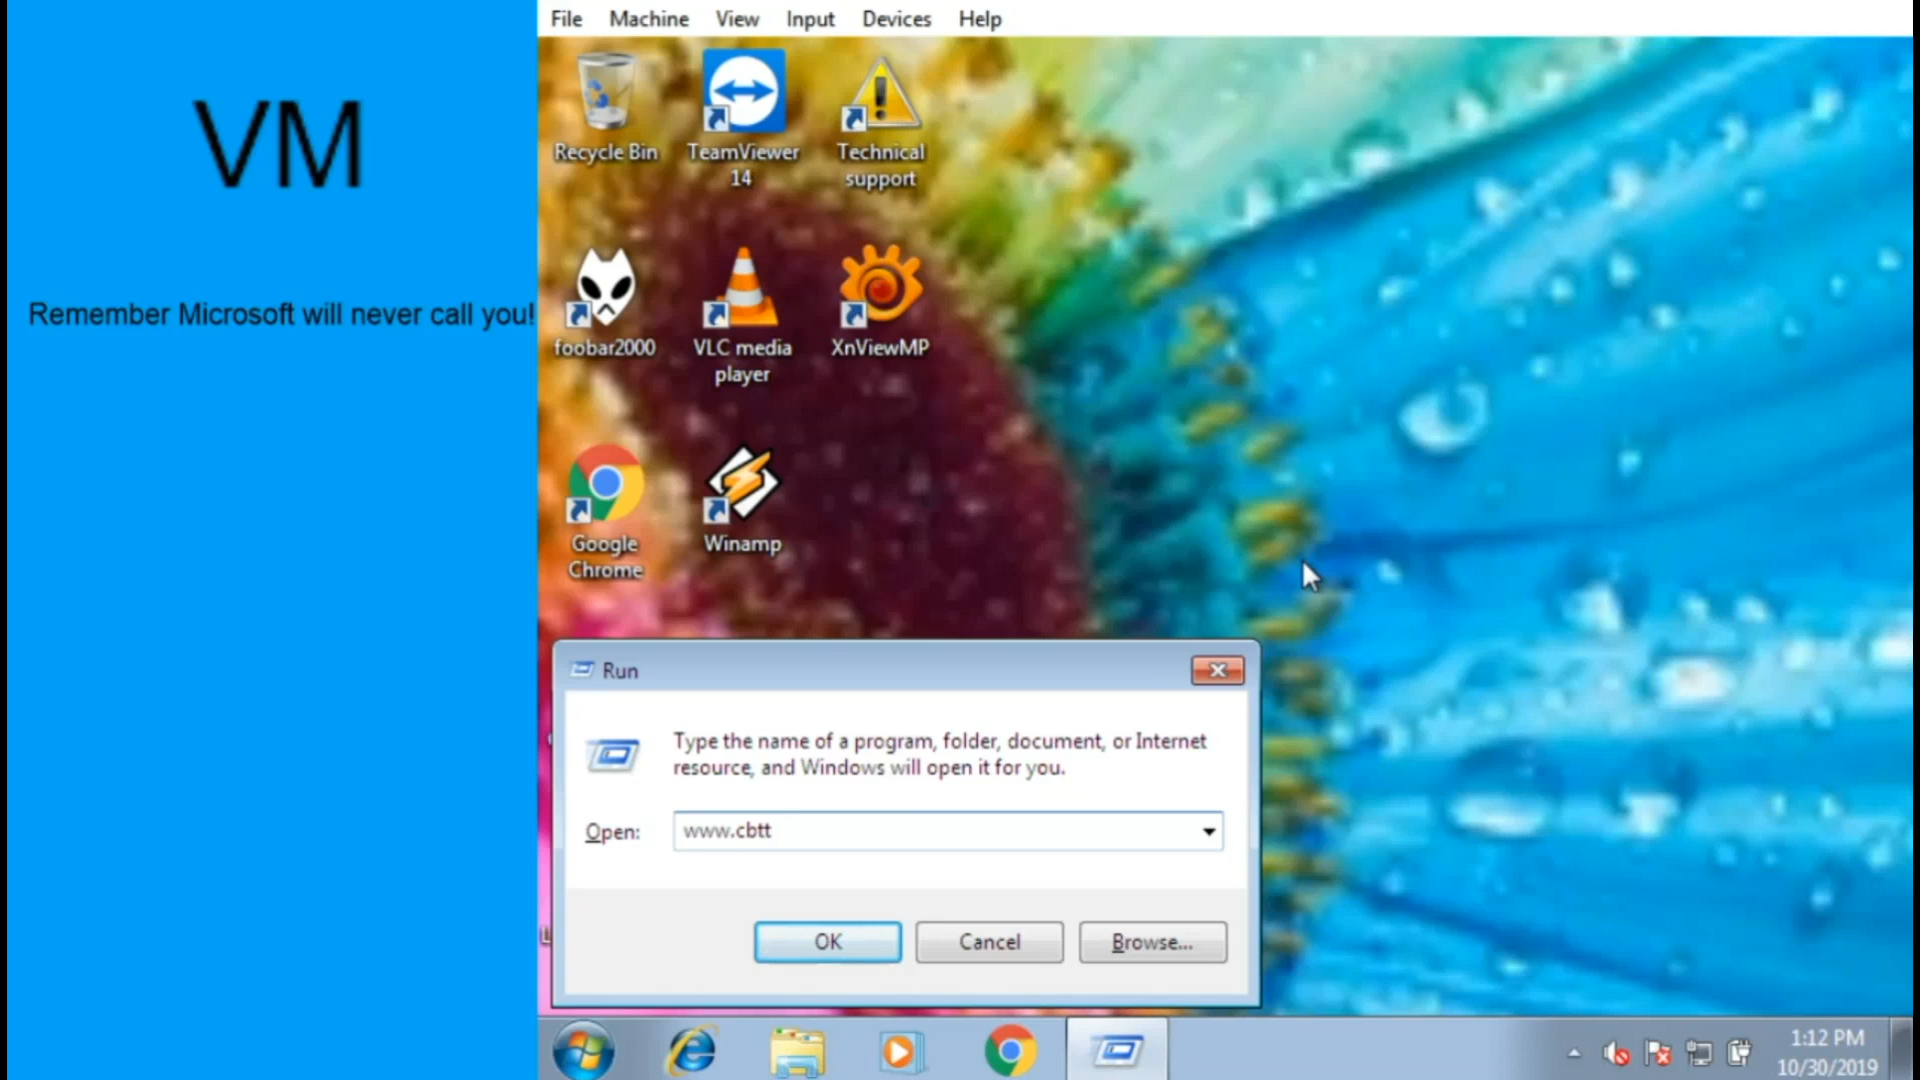 VM
Remember Microsoft will never call you!
File Machine View Input Devices Help
Recycle Bin
TeamViewer
14
Technical
support
foobar2000
VLC media
player
XnViewMP
Google
Chrome
Winamp
Run
Type the name of a program, folder, document, or Internet
resource, and Windows will open it for you.
Open:
www.cbtt
OK
Cancel
Browse...
1:12 PM
10/30/2019